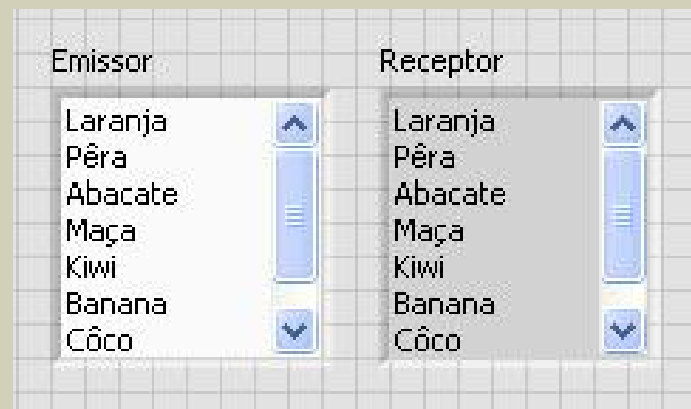 Emissor
Laranja
Pêra
Abacate
Maça
Kiwi
Banana
Côco
Receptor
Laranja
Pêra
Abacate
Maça
Kiwi
Banana
Côco